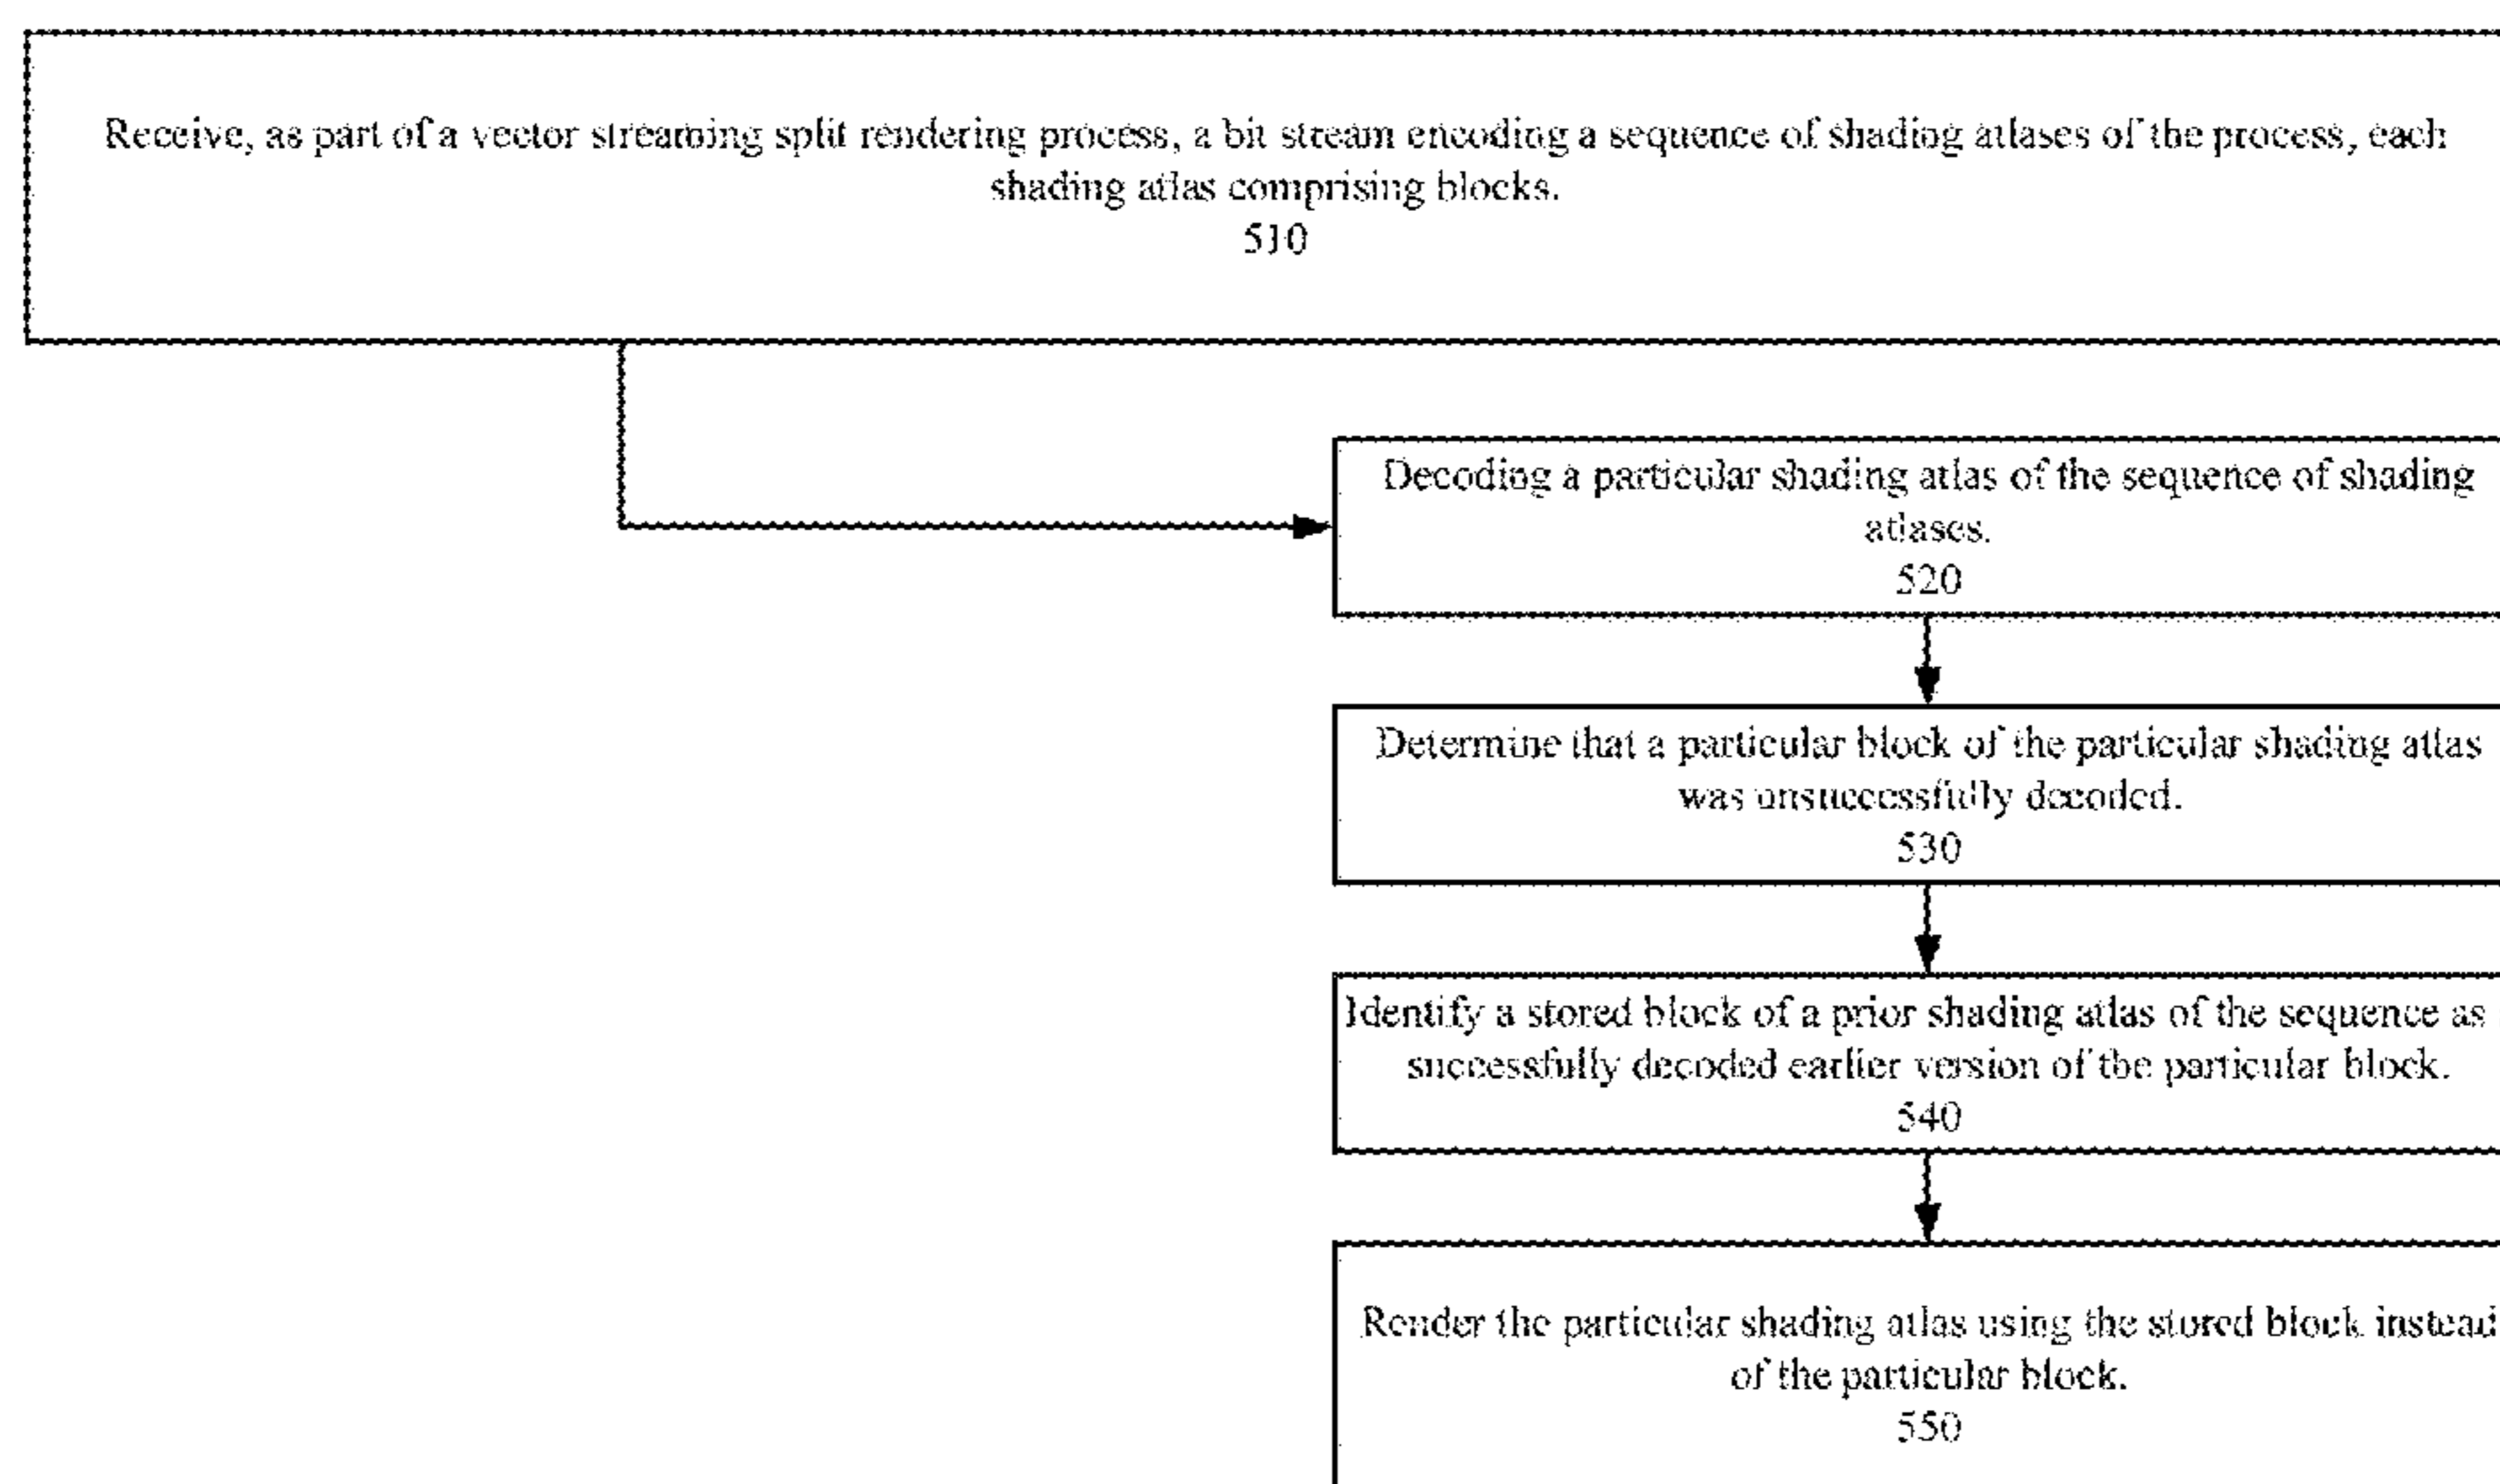 Receive, as part of a vector streaming split rendering process, a bit stream encoding a sequence of shading atlases of the process, each
shading atlas comprising blocks.
510
Decoding a particular shading atlas of the sequence of shading
atlases.
520
Determine that a particular block of the particular shading atlas
was unsuccessfully decoded.
530
Identify a stored block of a prior shading atlas of the sequence as
successfully decoded earlier version of the particular block.
540
Render the particular shading atlas using the stored block instead
of the particular block.
550